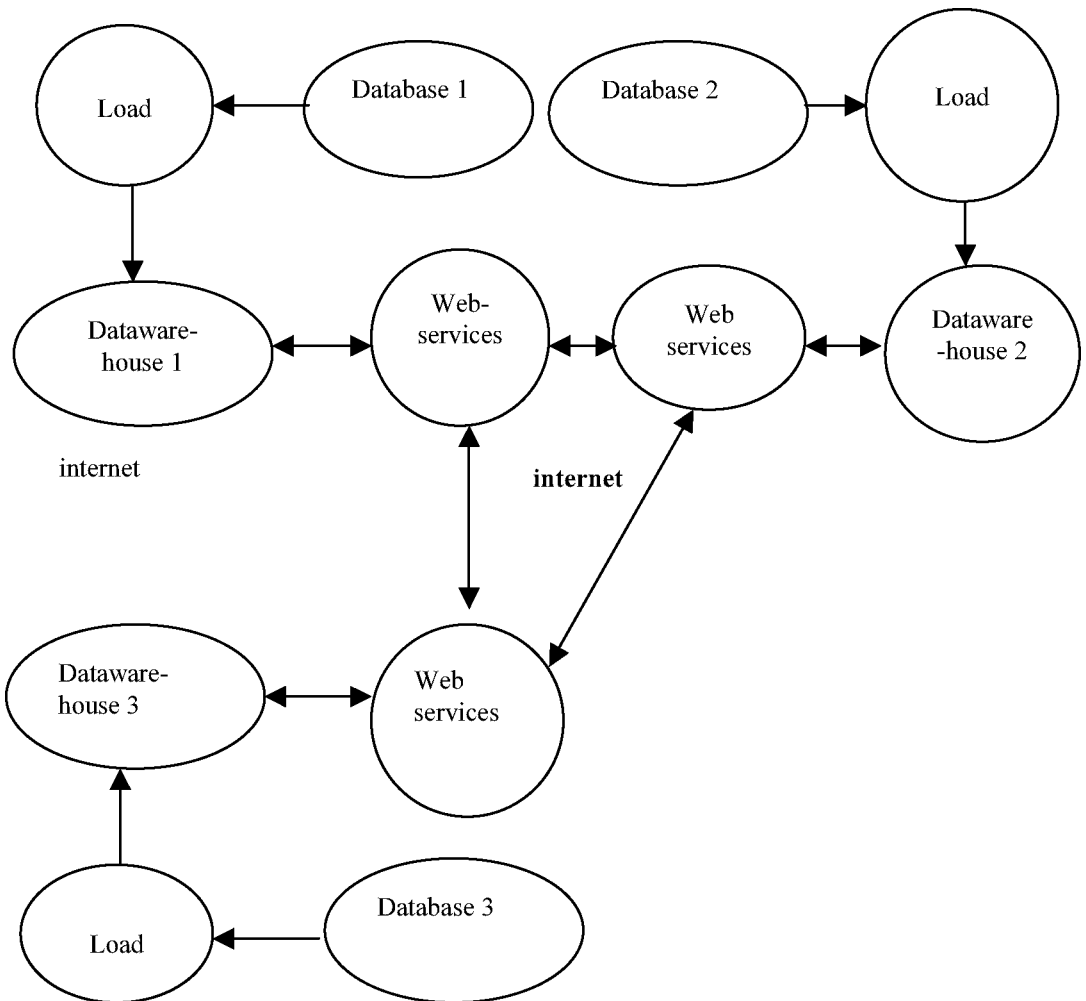 Load
Database 1
Database 2
Load
Dataware-
house 1
Web-
services
Web
services
Dataware
-house 2
internet
internet
Dataware-
house 3
Web
services
Load
Database 3